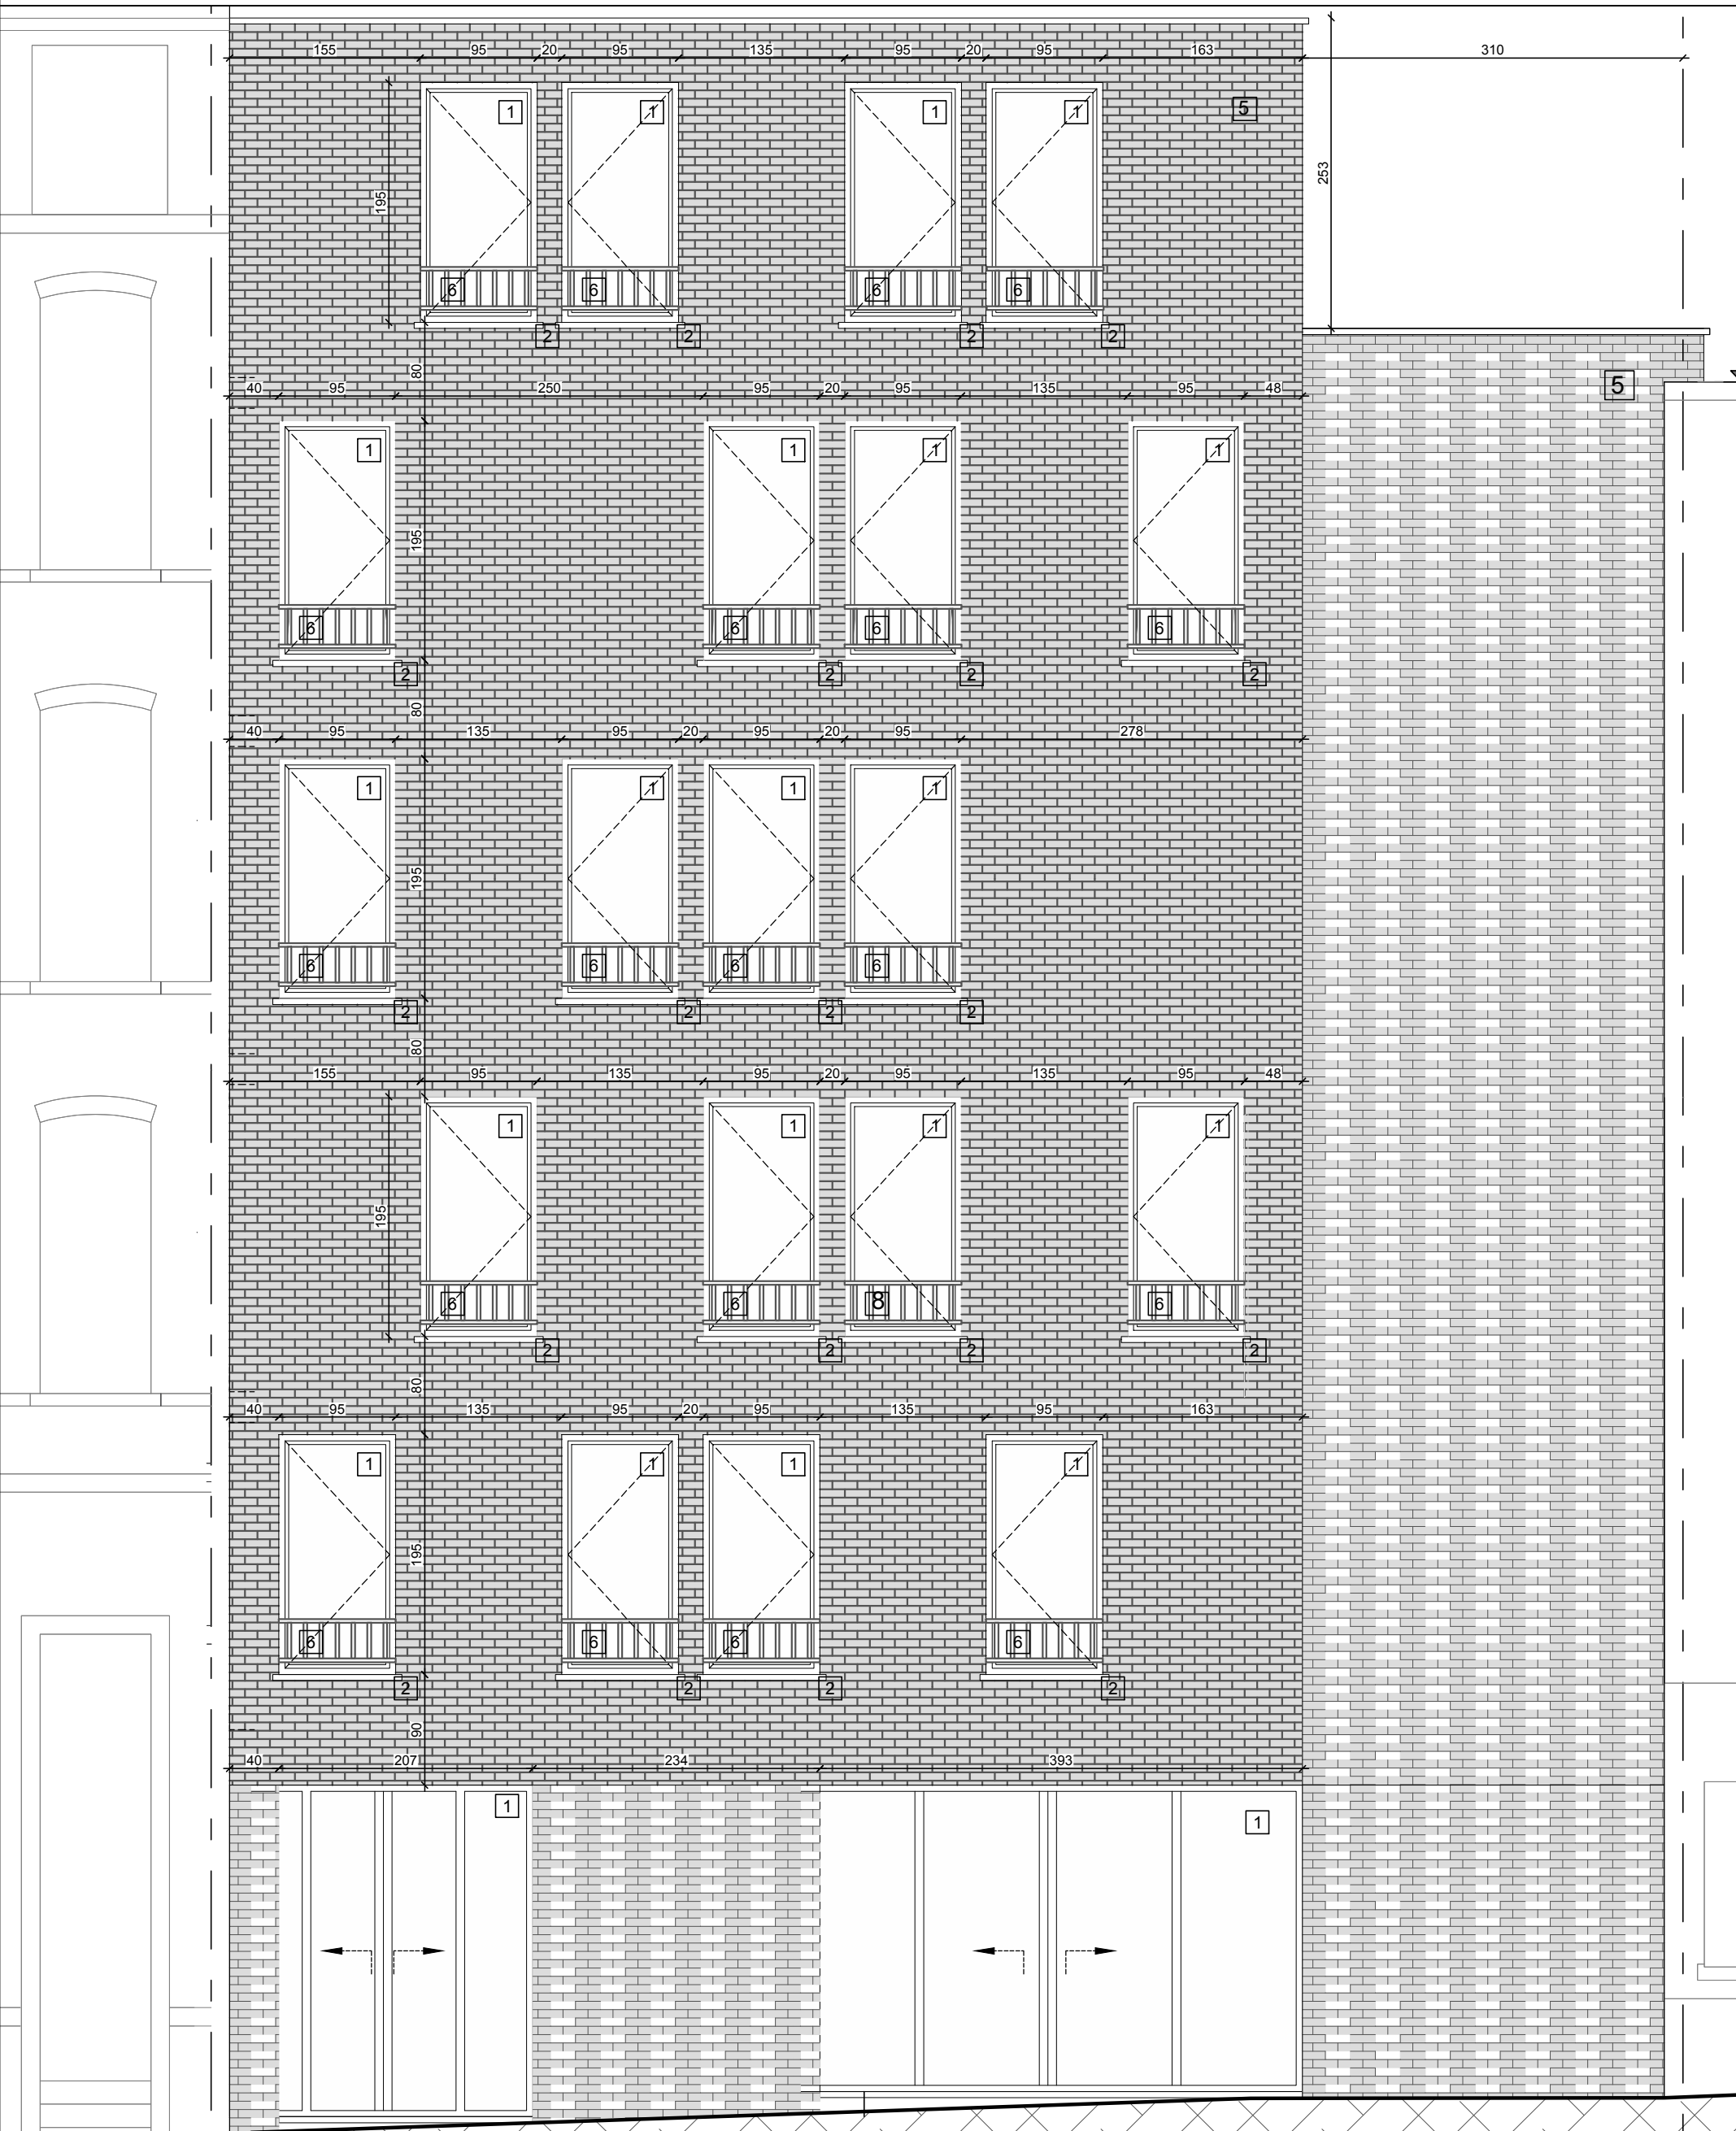 155 95 20 95 135 95 20 95 163 310
1 1 1 1 5
253
195
6 6 6 6
2 2 2 2
80
5
40 95 250 95 20 95 135 95 48
1 1 1 1
195
6 6 6 6
2 2 2 2
80
40 95 135 95 20 95 20 95 278
1 1 1 1
195
6 6 6 6
2 2 2 2
80
155 95 135 95 20 95 135 95 48
1 1 1 1
195
6 6 8 6
2 2 2 2
80
40 95 135 95 20 95 135 95 163
1 1 1 1
195
6 6 6 6
2 2 2 2
90
40 207 234 393
1 1